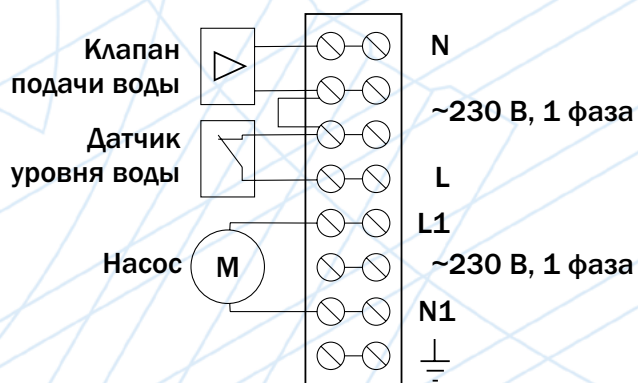 Клапан
подачи воды
N
~230 В, 1 фаза
Датчик
уровня воды
L
L1
Насос
M
~230 В, 1 фаза
N1